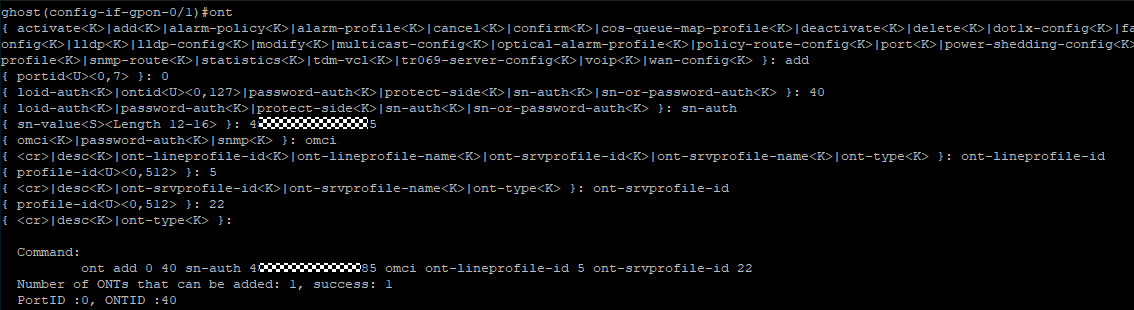 ghost(config-if-gpon-0/1)#ont
{ activate<K>|add<K>|alarm-policy<K>|alarm-profile<K>|cancel<K>|confirm<K>|cos-queue-map-profile<K>|deactivate<K>|delete<K>|dot1x-config<K>|fa
onfig<K>|lldp<K>|lldp-config<K>|modify<K>|multicast-config<K>|optical-alarm-profile<K>|policy-route-config<K>|port<K>|power-shedding-config<K>
profile<K>|snmp-route<K>|statistics<K>|tdm-vcl<K>|tr069-server-config<K>|voip<K>|wan-config<K> }: add
{ portid<U><0,7> }: 0
{ loid-auth<K>|ontid<U><0,127>|password-auth<K>|protect-side<K>|sn-auth<K>|sn-or-password-auth<K> }: 40
{ loid-auth<K>|password-auth<K>|protect-side<K>|sn-auth<K>|sn-or-password-auth<K> }: sn-auth
{ sn-value<S><Length 12-16> }: 4 5
{ omci<K>|password-auth<K>|snmp<K> }: omci
{ <cr>|desc<K>|ont-lineprofile-id<K>|ont-lineprofile-name<K>|ont-srvprofile-id<K>|ont-srvprofile-name<K>|ont-type<K> }: ont-lineprofile-id
{ profile-id<U><0,512> }: 5
{ <cr>|desc<K>|ont-srvprofile-id<K>|ont-srvprofile-name<K>|ont-type<K> }: ont-srvprofile-id
{ profile-id<U><0,512> }: 22
{ <cr>|desc<K>|ont-type<K> }:
Command:
ont add 0 40 sn-auth 4 85 omci ont-lineprofile-id 5 ont-srvprofile-id 22
Number of ONTs that can be added: 1, success: 1
PortID :0, ONTID :40